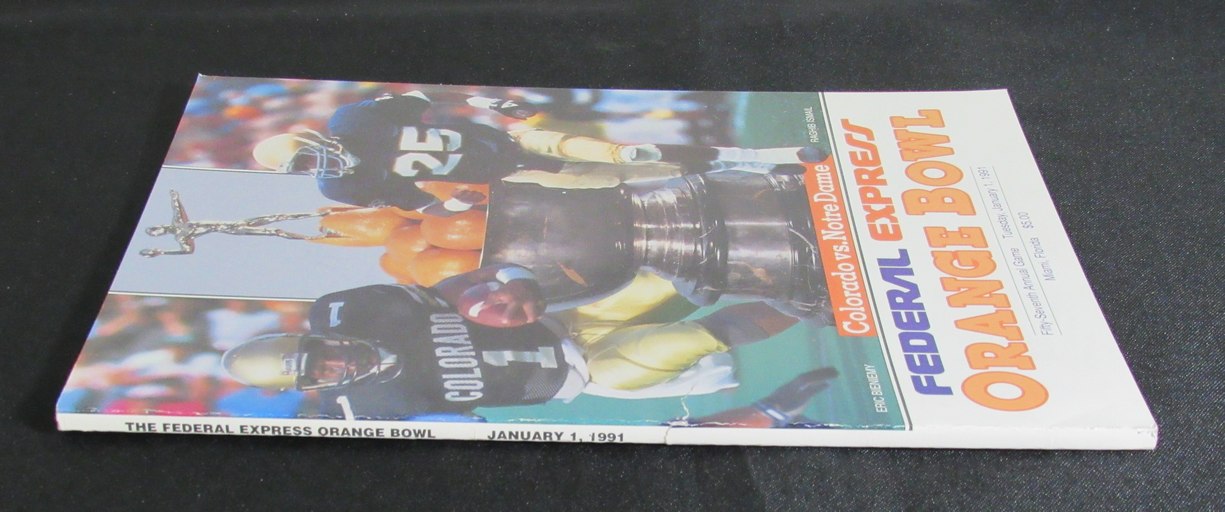 25
RAGHIB ISMAIL
1
COLORADO
1
ERIC BIENIEMY
Colorado vs. Notre Dame
FEDERAL EXPRESS
ORANGE BOWL
Fifty-Seventh Annual Game Tuesday, January 1, 1991
Miami, Florida $5.00
THE FEDERAL EXPRESS ORANGE BOWL JANUARY 1, 1991